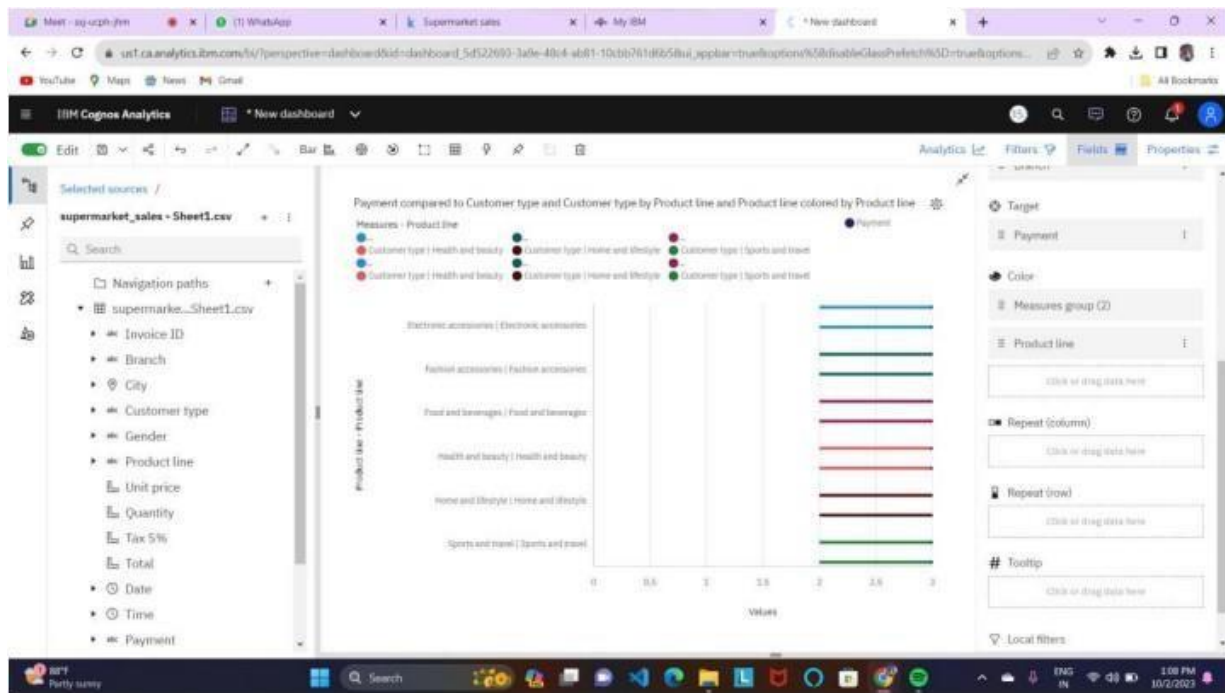 Meet - sq-ucph-jhm
(1) WhatsApp
Supermarket sales
My IBM
* New dashboard
YouTube Maps News Gmail
All Bookmarks
IBM Cognos Analytics
* New dashboard
Edit
Bar
Analytics
Filters
Fields
Properties
Selected sources /
supermarket_sales - Sheet1.csv
Search
Navigation paths
supermarke...Sheet1.csv
Invoice ID
Branch
City
Customer type
Gender
Product line
Unit price
Quantity
Tax 5%
Total
Date
Time
Payment
Payment compared to Customer type and Customer type by Product line and Product line colored by Product line
Measures - Product line
Payment
Customer type | Health and beauty Customer type | Home and lifestyle Customer type | Sports and travel
Customer type | Health and beauty Customer type | Home and lifestyle Customer type | Sports and travel
Product line - Product line
Electronic accessories | Electronic accessories
Fashion accessories | Fashion accessories
Food and beverages | Food and beverages
Health and beauty | Health and beauty
Home and lifestyle | Home and lifestyle
Sports and travel | Sports and travel
0 0.5 1 1.5 2 2.5 3
Values
Branch
Target
Payment
Color
Measures group (2)
Product line
Click or drag data here
Repeat (column)
Click or drag data here
Repeat (row)
Click or drag data here
Tooltip
Click or drag data here
Local filters
88°F
Partly sunny
Search
ENG
IN
1:08 PM
10/2/2023